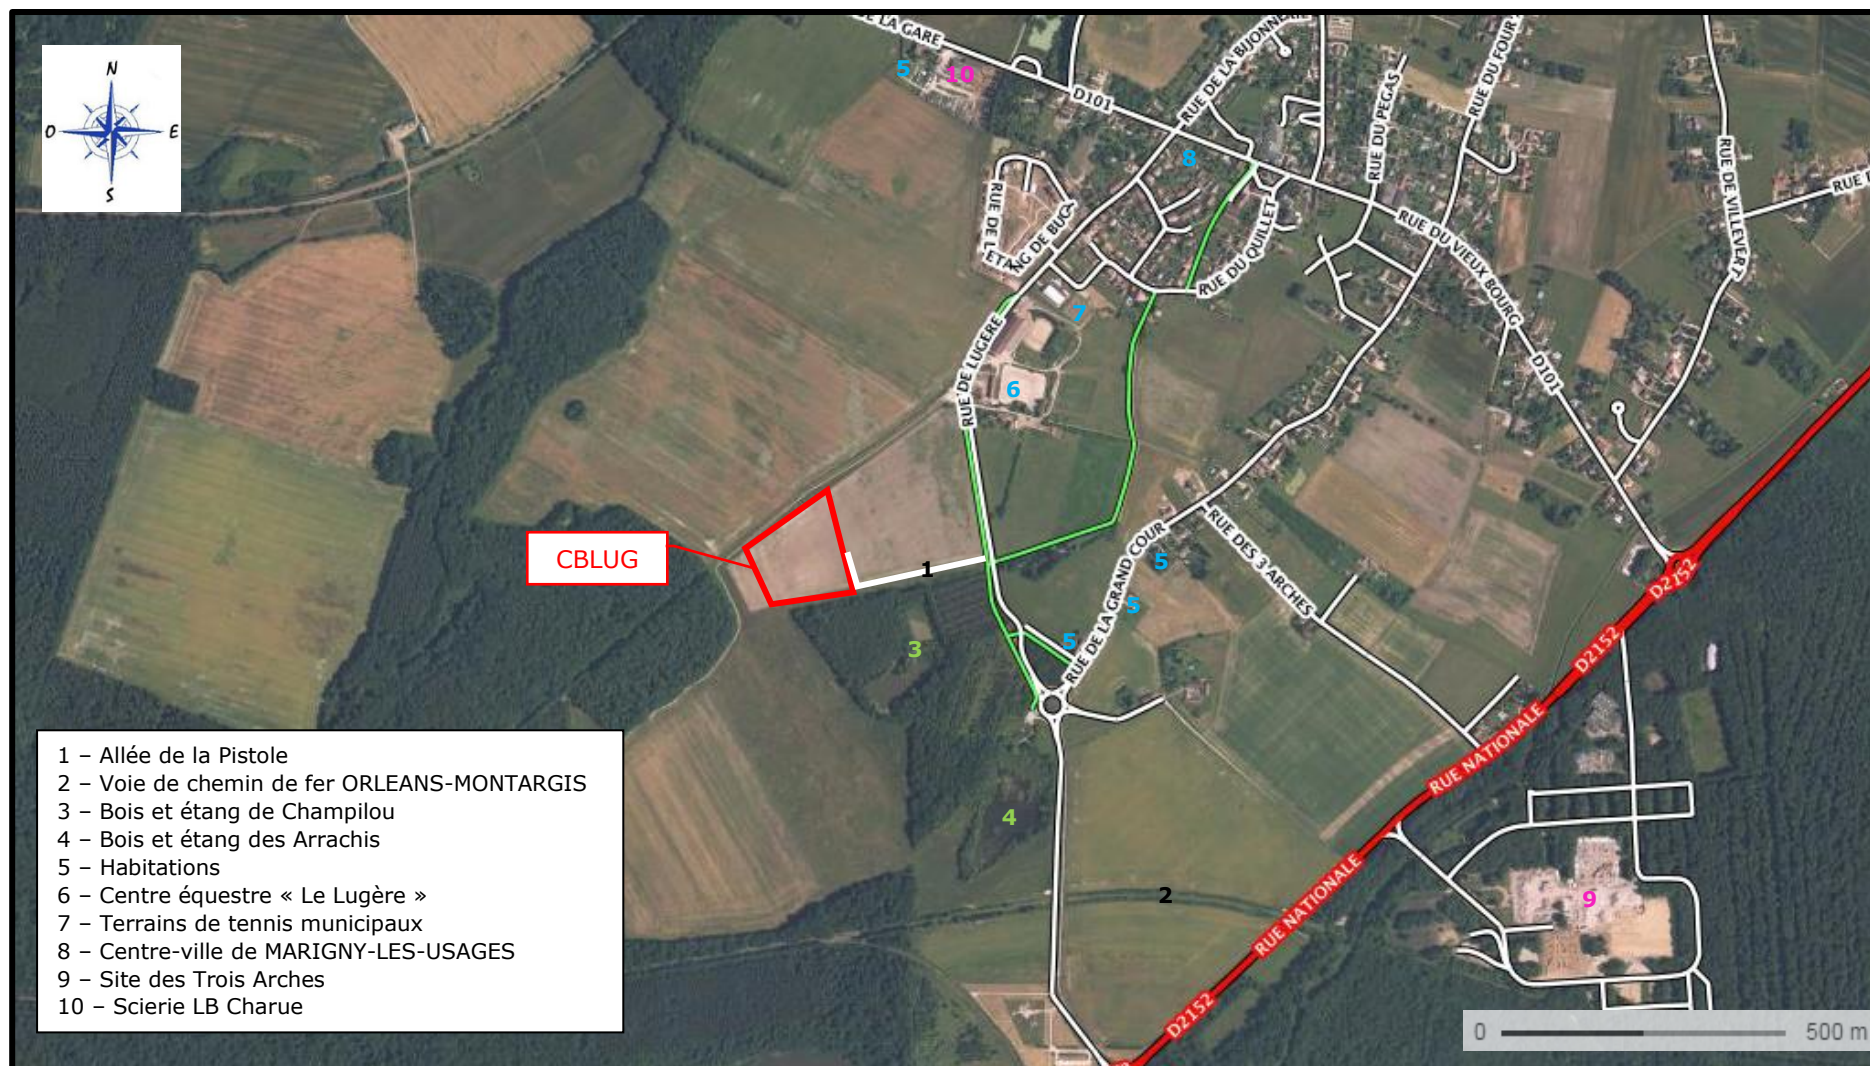 N
O
E
S
DE LA GARE
5
10
D101
RUE DE LA BIJONNERIE
RUE DU PEGAS
RUE DU FOUR
8
RUE DE L'ETANG DE BUCY
RUE DU QUILLET
RUE DU VIEUX BOURG
RUE DE VILLEVERT
RUE
7
RUE DE LUGÈRE
6
D101
CBLUG
1
RUE DE LA GRAND COUR
5
5
5
RUE DES 3 ARCHES
D2152
D2152
3
RUE NATIONALE
4
2
RUE NATIONALE
9
D2152
1 – Allée de la Pistole
2 – Voie de chemin de fer ORLEANS-MONTARGIS
3 – Bois et étang de Champilou
4 – Bois et étang des Arrachis
5 – Habitations
6 – Centre équestre « Le Lugère »
7 – Terrains de tennis municipaux
8 – Centre-ville de MARIGNY-LES-USAGES
9 – Site des Trois Arches
10 – Scierie LB Charue
0
500 m